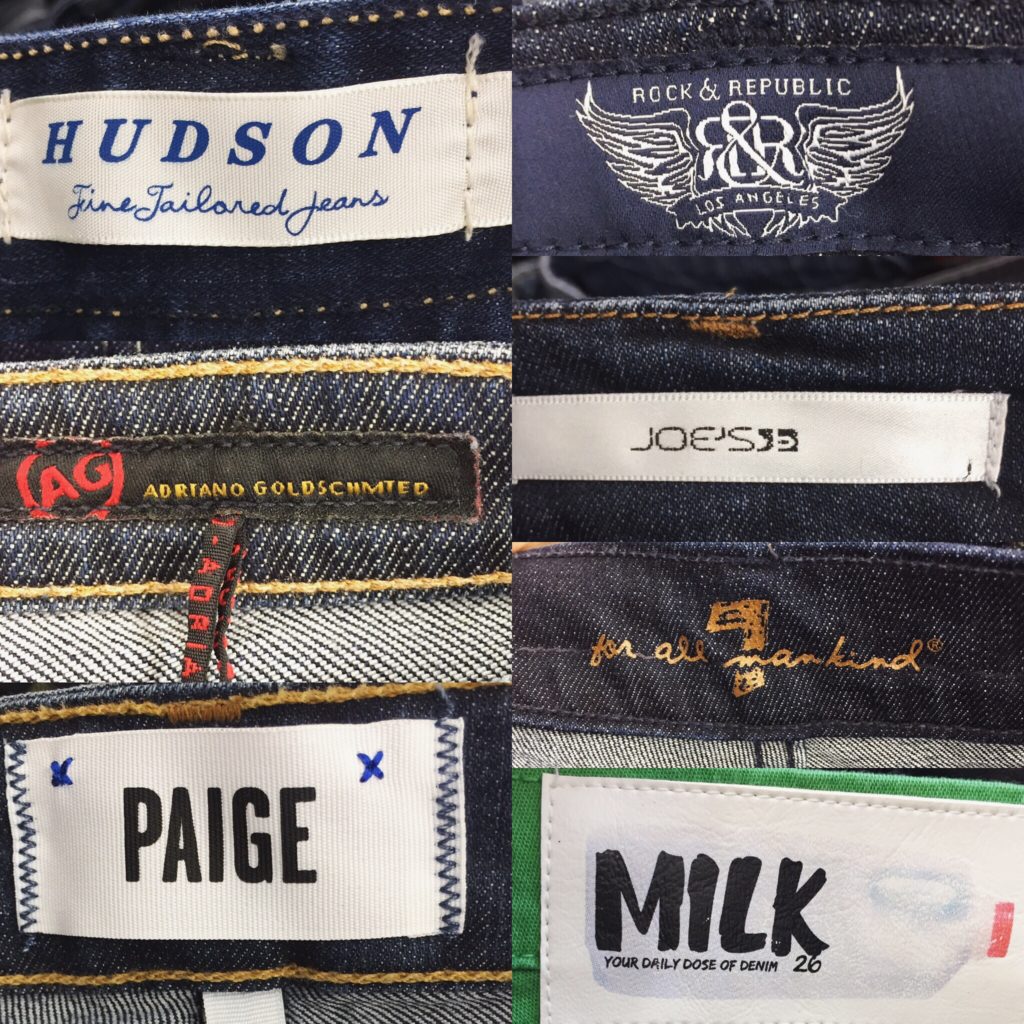 HUDSON
Fine Tailored Jeans
ROCK & REPUBLIC
R&R
LOS ANGELES
(AG)
ADRIANO GOLDSCHMIED
ADRIA
JOE'S
7
for all mankind®
PAIGE
MILK
YOUR DAILY DOSE OF DENIM 26